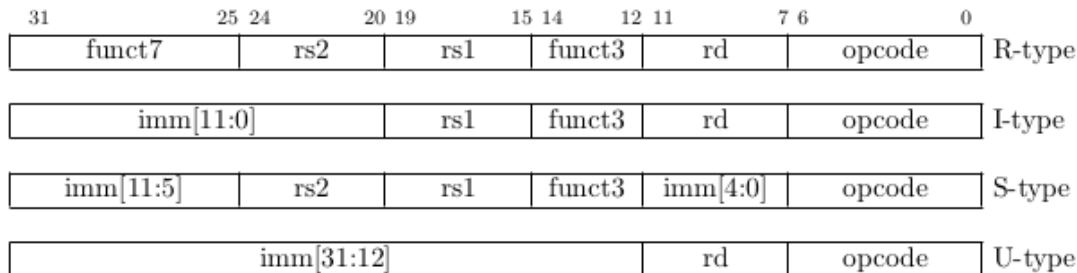 31 25 24 20 19 15 14 12 11 7 6 0
funct7 rs2 rs1 funct3 rd opcode R-type
imm[11:0] rs1 funct3 rd opcode I-type
imm[11:5] rs2 rs1 funct3 imm[4:0] opcode S-type
imm[31:12] rd opcode U-type